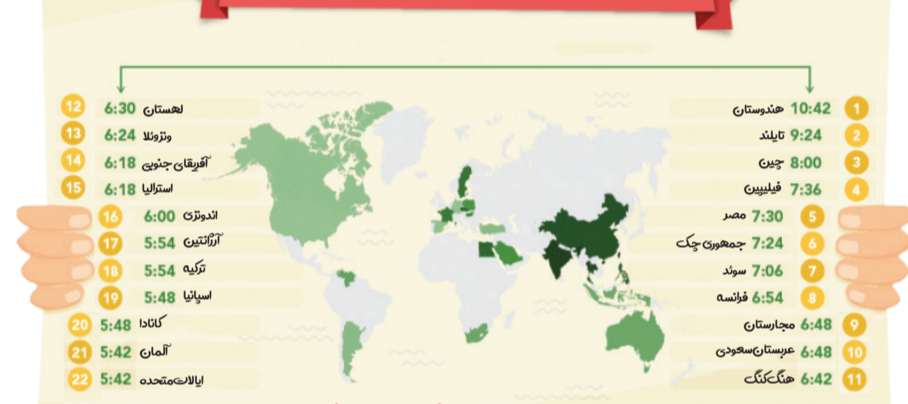 1 10:42 هندوستان
2 9:24 تایلند
3 8:00 چین
4 7:36 فیلیپین
5 7:30 مصر
6 7:24 جمهوری چک
7 7:06 سوئد
8 6:54 فرانسه
9 6:48 مجارستان
10 6:48 عربستان سعودی
11 6:42 هنگ کنگ
12 6:30 لهستان
13 6:24 ونزوئلا
14 6:18 آفریقای جنوبی
15 6:18 استرالیا
16 6:00 اندونزی
17 5:54 آرژانتین
18 5:54 ترکیه
19 5:48 اسپانیا
20 5:48 کانادا
21 5:42 آلمان
22 5:42 ایالات متحده